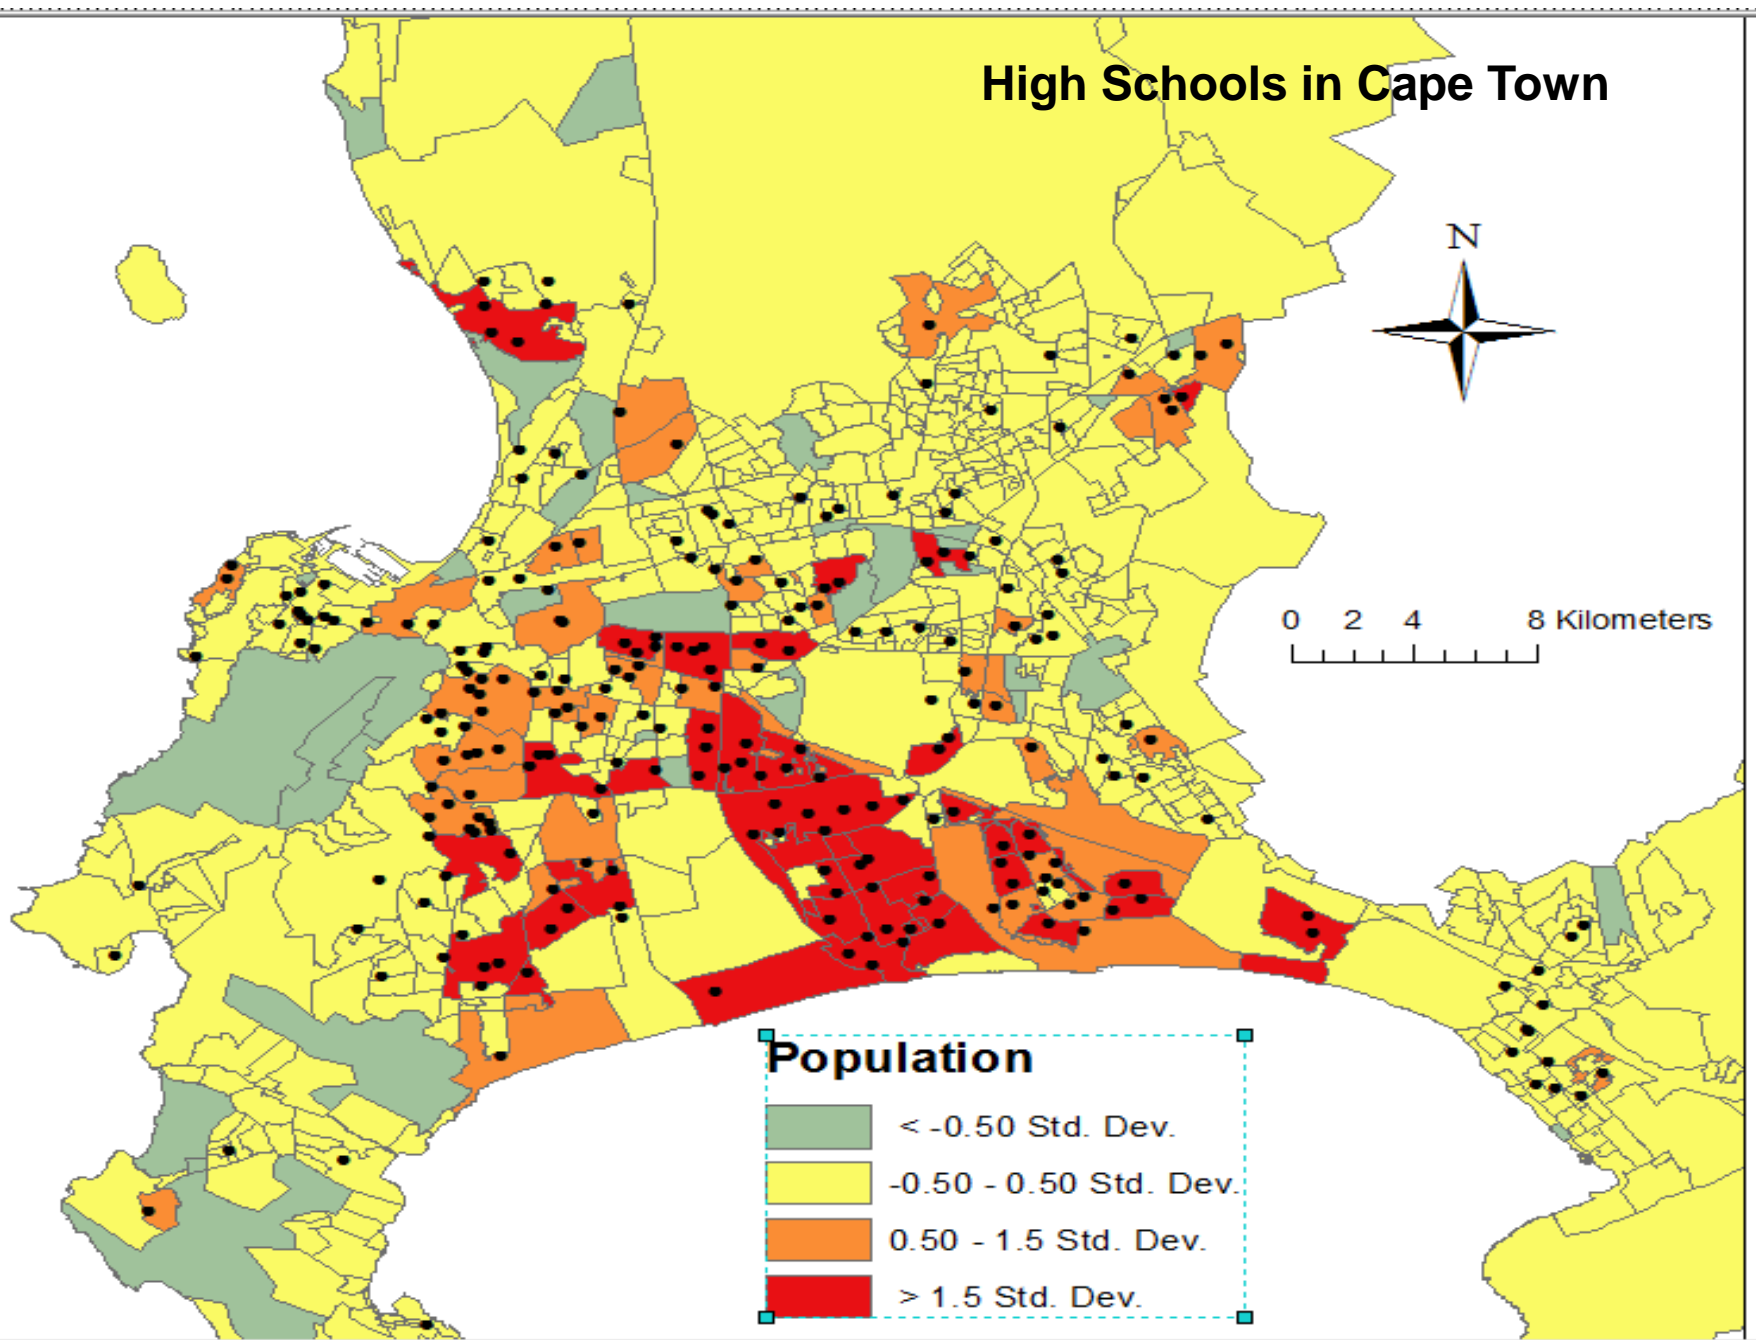 High Schools in Cape Town
N
0 2 4 8 Kilometers
Population
< -0.50 Std. Dev.
-0.50 - 0.50 Std. Dev.
0.50 - 1.5 Std. Dev.
> 1.5 Std. Dev.